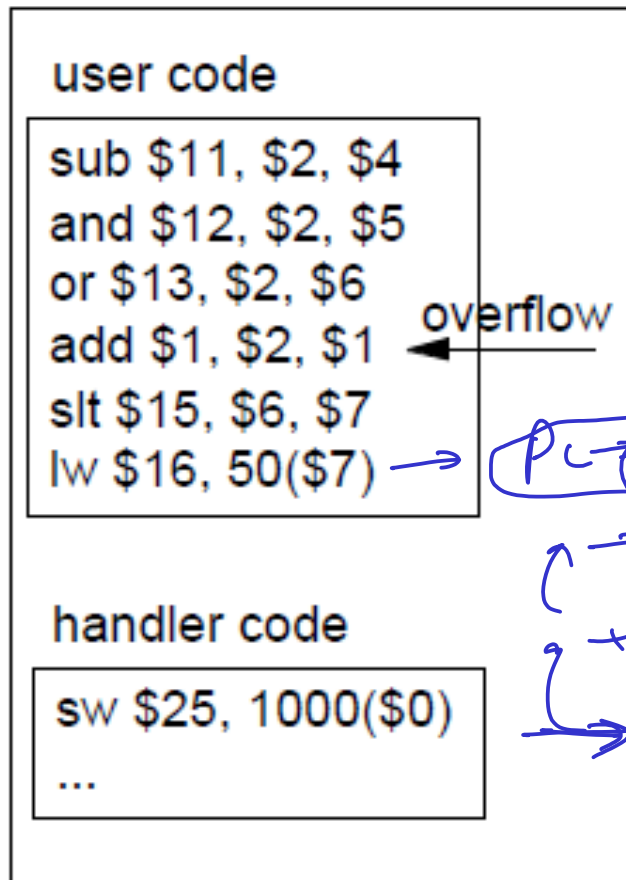 user code
sub $11, $2, $4
and $12, $2, $5
or $13, $2, $6
overflow
add $1, $2, $1
slt $15, $6, $7
lw $16, 50($7)
Pc
handler code
sw $25, 1000($0)
...